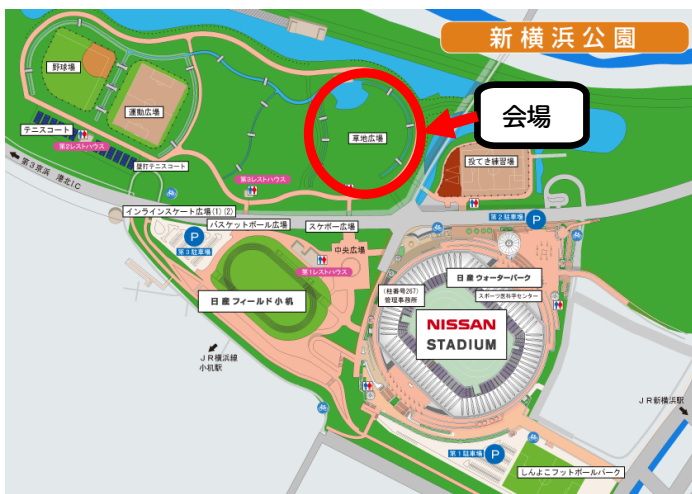 新横浜公園
野球場
運動広場
草地広場
会場
投てき練習場
テニスコート
第2レストハウス
壁打テニスコート
第3京浜 港北IC
第3レストハウス
インラインスケート広場(1)(2)
バスケットボール広場
スケボー広場
第2駐車場
P
P
第3駐車場
中央広場
第1レストハウス
日産ウォーターパーク
スポーツ医科学センター
(柱番号267)
管理事務所
日産フィールド小机
NISSAN
STADIUM
JR横浜線
小机駅
JR新横浜駅
第1駐車場
P
しんよこフットボールパーク